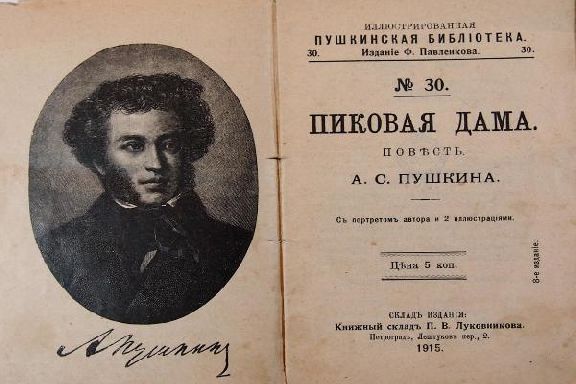 А Пушкинъ
ИЛЛЮСТРИРОВАННАЯ
ПУШКИНСКАЯ БИБЛІОТЕКА.
30. Изданіе Ф. Павленкова. 30.
№ 30.
ПИКОВАЯ ДАМА.
ПОВѢСТЬ.
А. С. ПУШКИНА.
Съ портретомъ автора и 2 иллюстраціями.
Цѣна 5 коп.
8-е изданіе.
СКЛАДЪ ИЗДАНІЯ:
Книжный складъ П. В. Луковникова.
Петроградъ, Лештуковъ пер., 2.
1915.